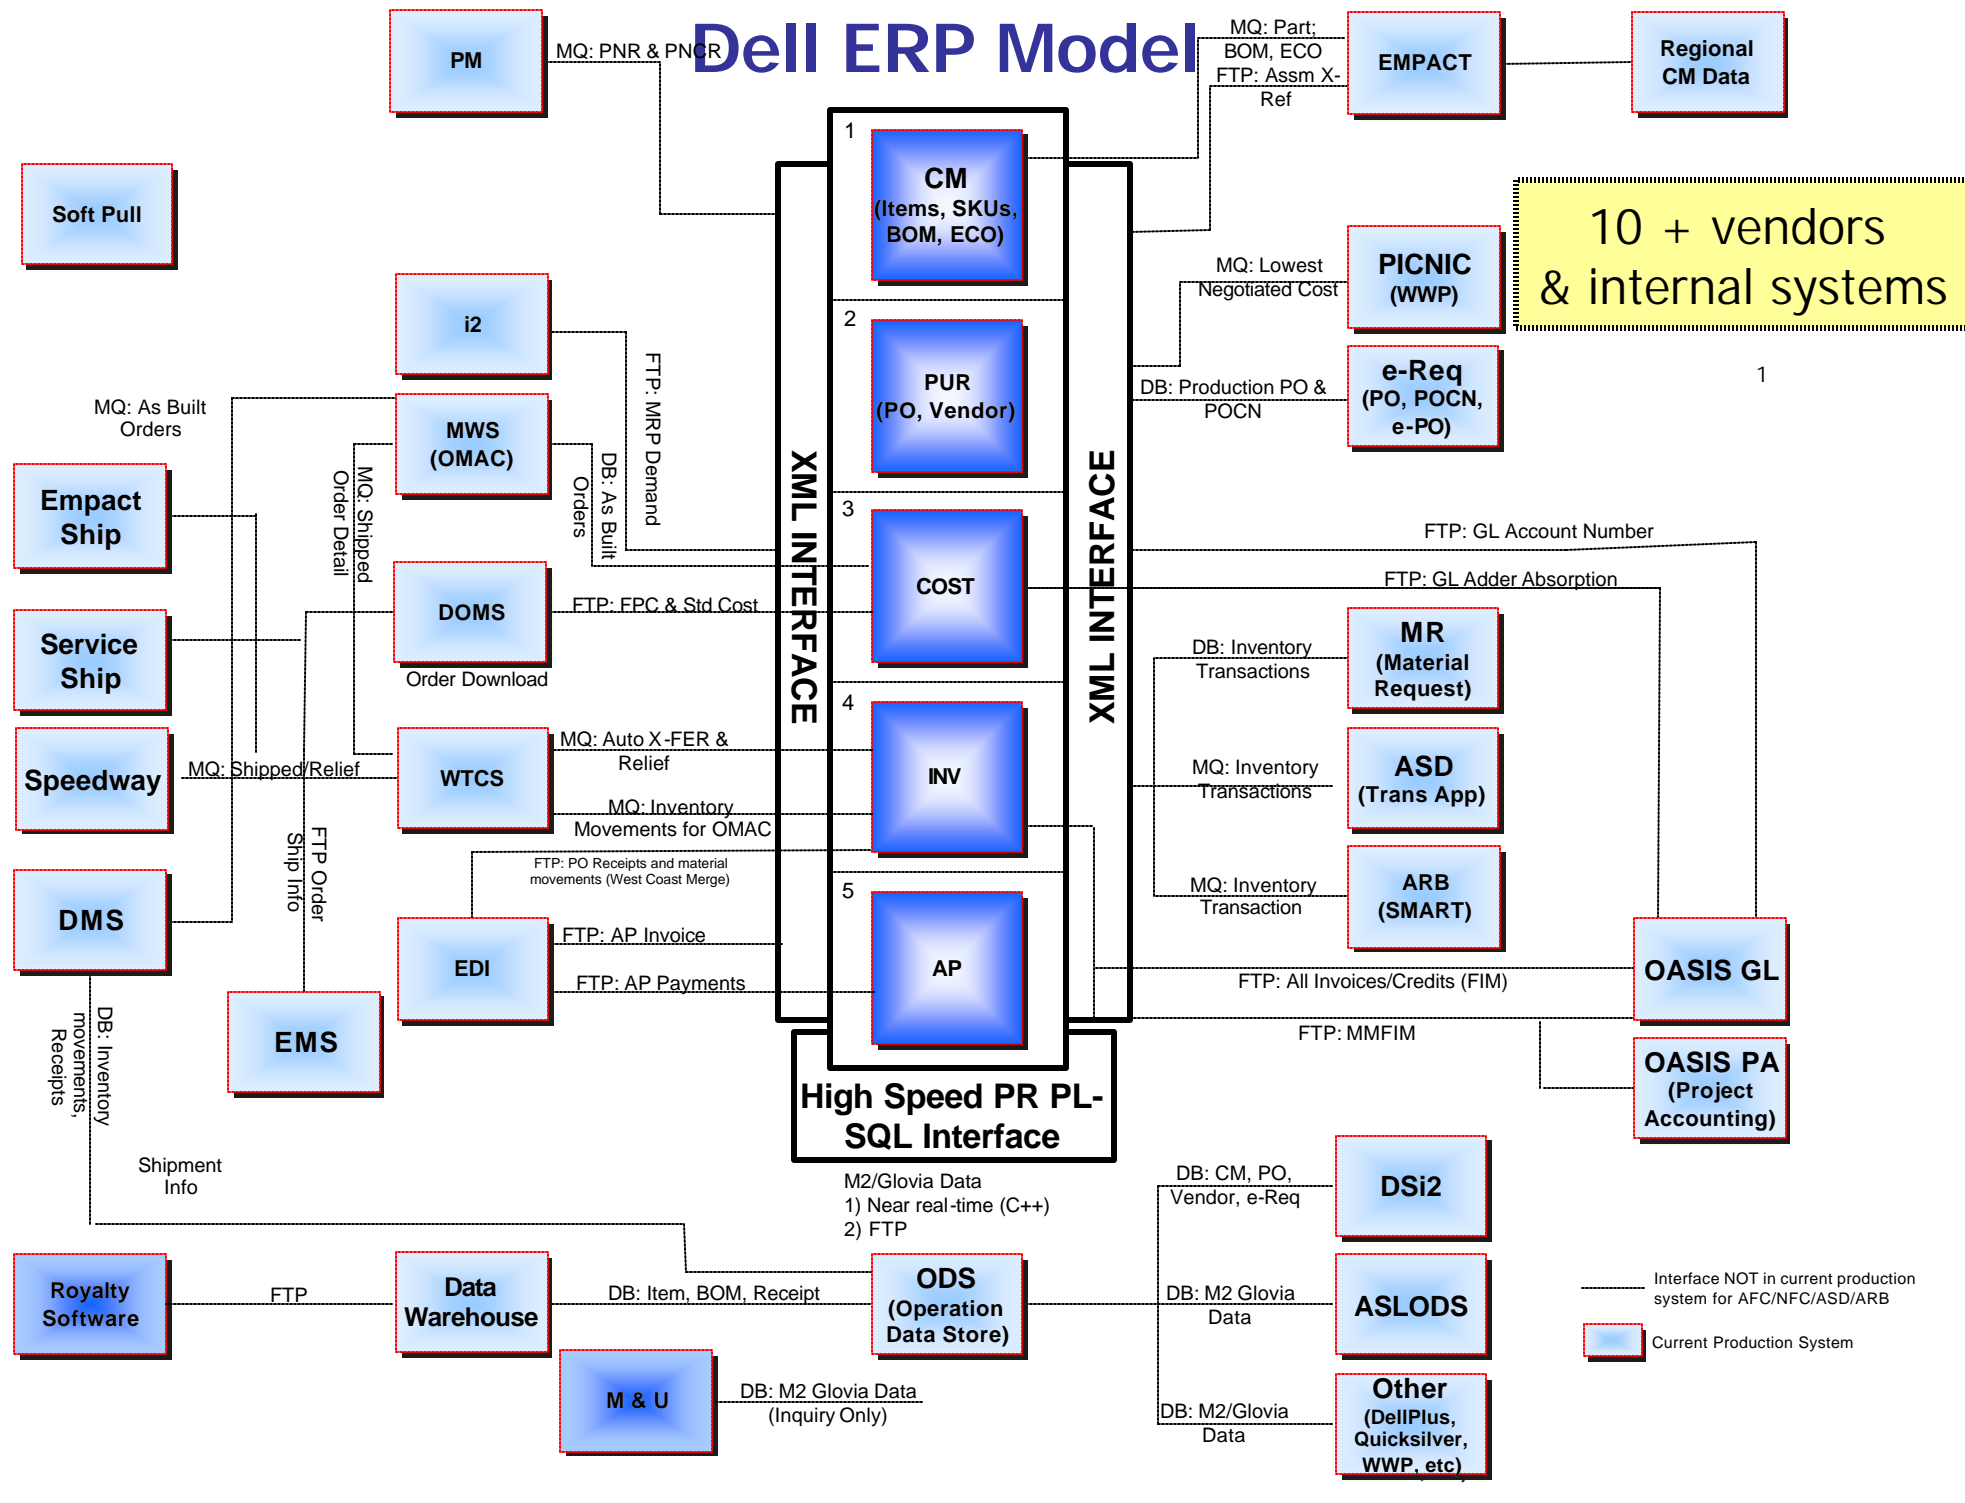 Dell ERP Model
PM
MQ: PNR & PNCR
MQ: Part;
BOM, ECO
FTP: Assm X-
Ref
EMPACT
Regional
CM Data
Soft Pull
1
CM
(Items, SKUs,
BOM, ECO)
10 + vendors
& internal systems
1
MQ: Lowest
Negotiated Cost
PICNIC
(WWP)
i2
FTP: MRP Demand
2
PUR
(PO, Vendor)
DB: Production PO &
POCN
e-Req
(PO, POCN,
e-PO)
MQ: As Built
Orders
MWS
(OMAC)
MQ: Shipped
Order Detail
DB: As Built
Orders
XML INTERFACE
XML INTERFACE
Empact
Ship
3
COST
FTP: GL Account Number
FTP: GL Adder Absorption
DOMS
FTP: FPC & Std Cost
Order Download
Service
Ship
DB: Inventory
Transactions
MR
(Material
Request)
Speedway
MQ: Shipped/Relief
WTCS
MQ: Auto X-FER &
Relief
MQ: Inventory
Movements for OMAC
4
INV
MQ: Inventory
Transactions
ASD
(Trans App)
FTP Order
Ship Info
FTP: PO Receipts and material
movements (West Coast Merge)
MQ: Inventory
Transaction
ARB
(SMART)
DMS
EDI
FTP: AP Invoice
FTP: AP Payments
5
AP
FTP: All Invoices/Credits (FIM)
FTP: MMFIM
OASIS GL
EMS
DB: Inventory
movements,
Receipts
OASIS PA
(Project
Accounting)
High Speed PR PL-
SQL Interface
Shipment
Info
M2/Glovia Data
1) Near real-time (C++)
2) FTP
DB: CM, PO,
Vendor, e-Req
DSi2
Royalty
Software
FTP
Data
Warehouse
DB: Item, BOM, Receipt
ODS
(Operation
Data Store)
DB: M2 Glovia
Data
ASLODS
Interface NOT in current production
system for AFC/NFC/ASD/ARB
Current Production System
M & U
DB: M2 Glovia Data
(Inquiry Only)
DB: M2/Glovia
Data
Other
(DellPlus,
Quicksilver,
WWP, etc)